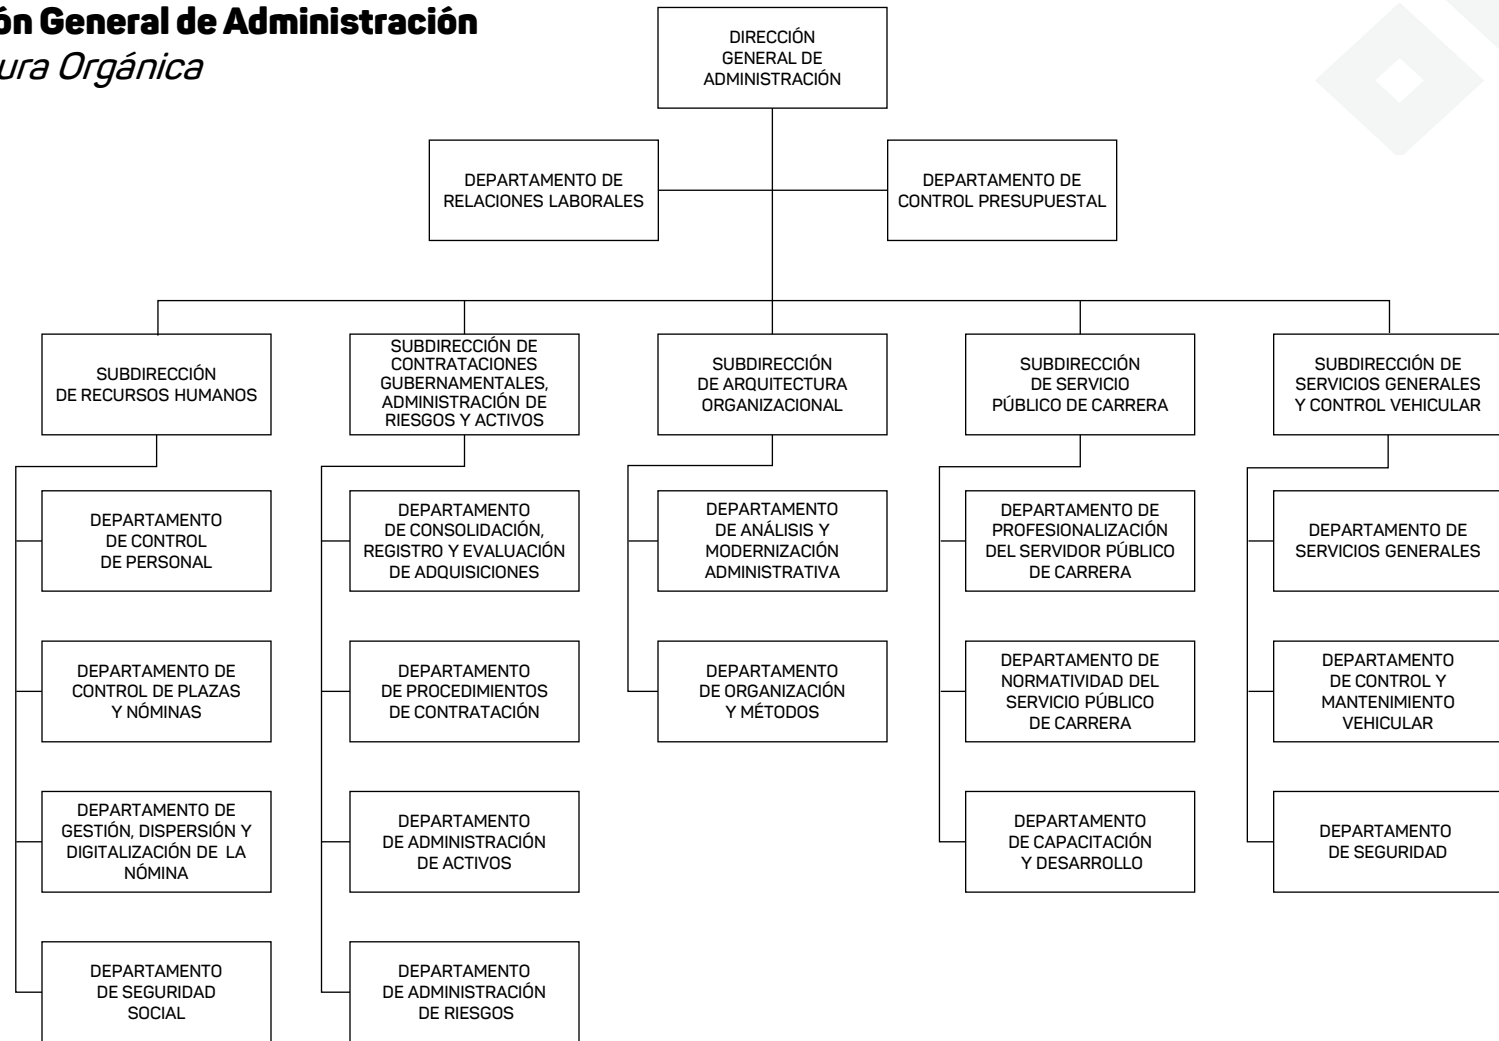 ón General de Administración
ura Orgánica
DIRECCIÓN
GENERAL DE
ADMINISTRACIÓN
DEPARTAMENTO DE
RELACIONES LABORALES
DEPARTAMENTO DE
CONTROL PRESUPUESTAL
SUBDIRECCIÓN
DE RECURSOS HUMANOS
SUBDIRECCIÓN DE
CONTRATACIONES
GUBERNAMENTALES,
ADMINISTRACIÓN DE
RIESGOS Y ACTIVOS
SUBDIRECCIÓN
DE ARQUITECTURA
ORGANIZACIONAL
SUBDIRECCIÓN
DE SERVICIO
PÚBLICO DE CARRERA
SUBDIRECCIÓN DE
SERVICIOS GENERALES
Y CONTROL VEHICULAR
DEPARTAMENTO
DE CONTROL
DE PERSONAL
DEPARTAMENTO
DE CONSOLIDACIÓN,
REGISTRO Y EVALUACIÓN
DE ADQUISICIONES
DEPARTAMENTO
DE ANÁLISIS Y
MODERNIZACIÓN
ADMINISTRATIVA
DEPARTAMENTO DE
PROFESIONALIZACIÓN
DEL SERVIDOR PÚBLICO
DE CARRERA
DEPARTAMENTO DE
SERVICIOS GENERALES
DEPARTAMENTO DE
CONTROL DE PLAZAS
Y NÓMINAS
DEPARTAMENTO
DE PROCEDIMIENTOS
DE CONTRATACIÓN
DEPARTAMENTO
DE ORGANIZACIÓN
Y MÉTODOS
DEPARTAMENTO DE
NORMATIVIDAD DEL
SERVICIO PÚBLICO
DE CARRERA
DEPARTAMENTO
DE CONTROL Y
MANTENIMIENTO
VEHICULAR
DEPARTAMENTO DE
GESTIÓN, DISPERSIÓN Y
DIGITALIZACIÓN DE LA
NÓMINA
DEPARTAMENTO
DE ADMINISTRACIÓN
DE ACTIVOS
DEPARTAMENTO
DE CAPACITACIÓN
Y DESARROLLO
DEPARTAMENTO
DE SEGURIDAD
DEPARTAMENTO
DE SEGURIDAD
SOCIAL
DEPARTAMENTO
DE ADMINISTRACIÓN
DE RIESGOS